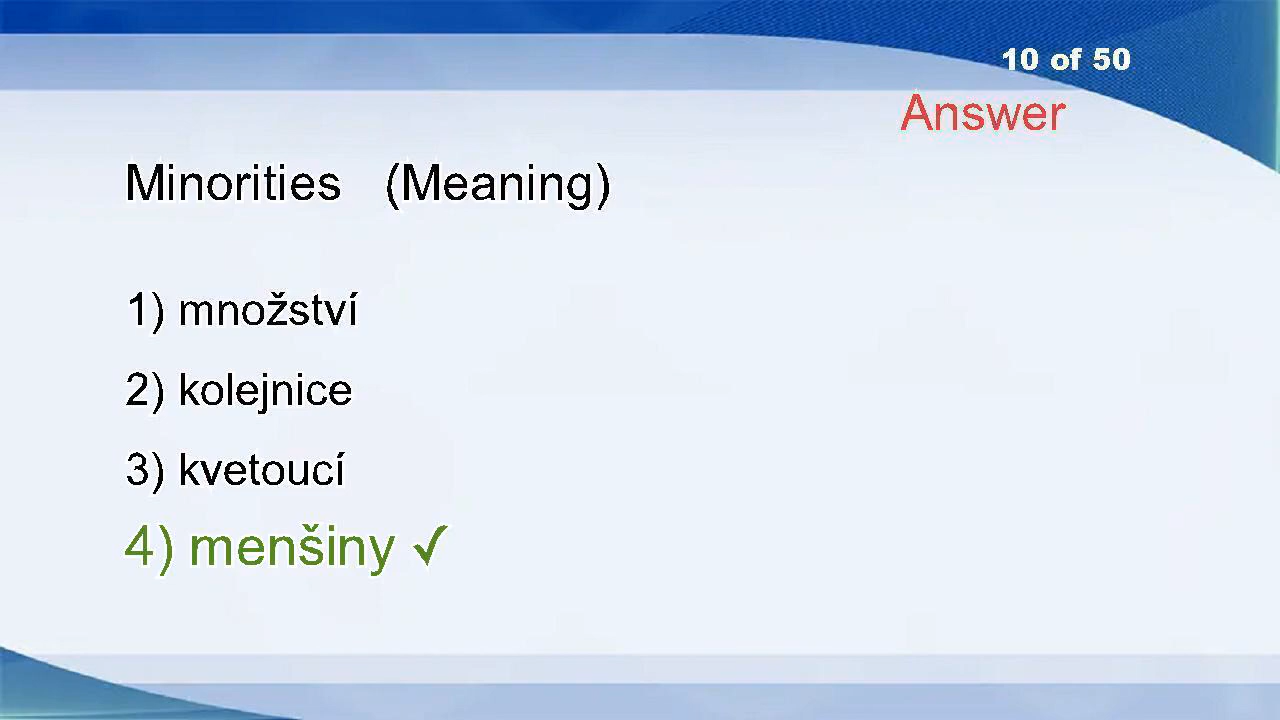 10 of 50
Answer
Minorities (Meaning)
1) množství
2) kolejnice
3) kvetoucí
4) menšiny ✓